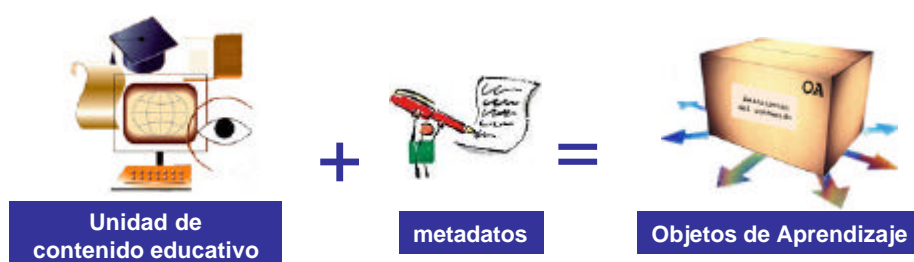 +
=
OA
Unidad de
contenido educativo
metadatos
Objetos de Aprendizaje